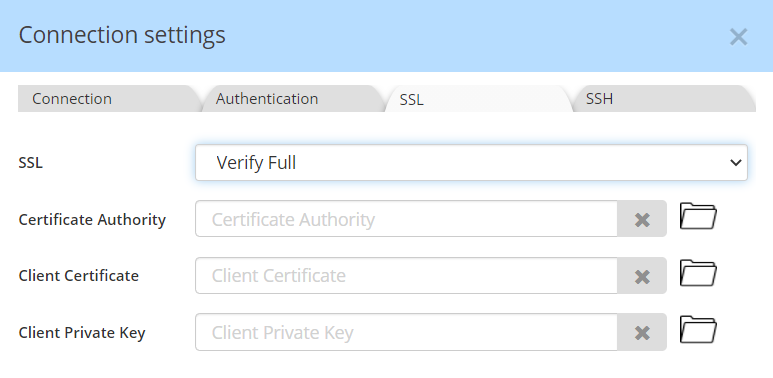 Connection settings
Connection Authentication SSL SSH
SSL Verify Full
Certificate Authority Certificate Authority
Client Certificate Client Certificate
Client Private Key Client Private Key